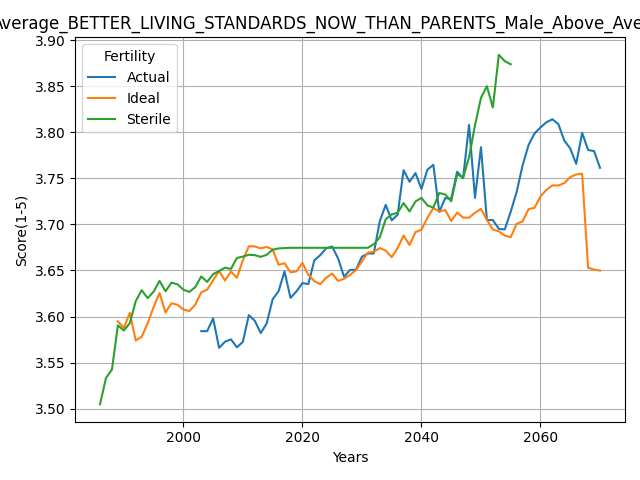 verage_BETTER_LIVING_STANDARDS_NOW_THAN_PARENTS_Male_Above_Ave
3.90
3.85
3.80
3.75
3.70
3.65
3.60
3.55
3.50
Score(1-5)
Fertility
Actual
Ideal
Sterile
2000
2020
2040
2060
Years